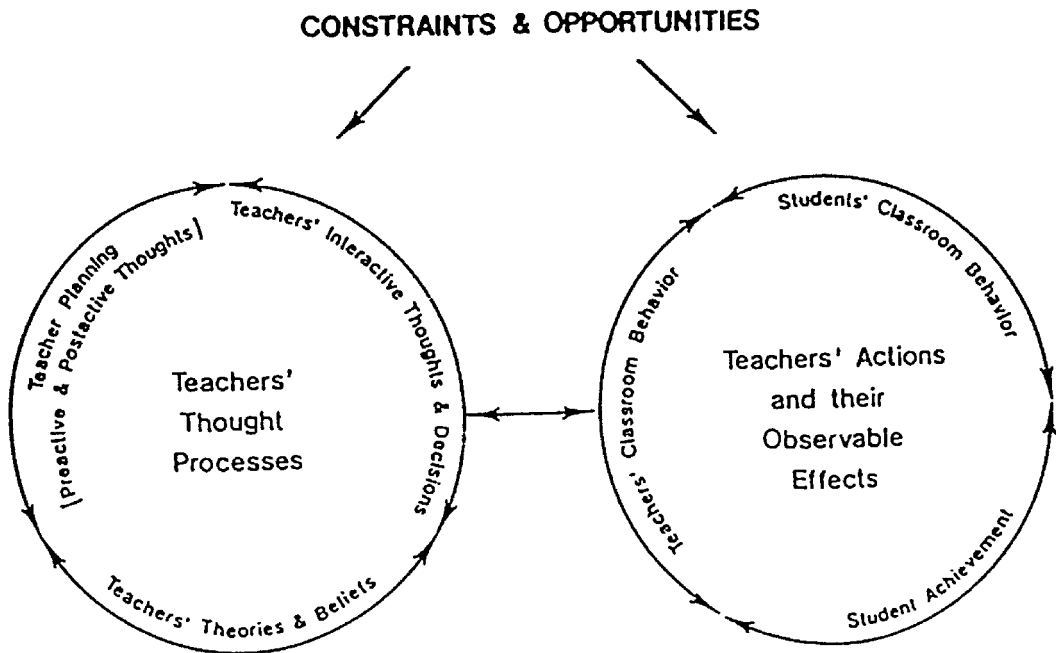 CONSTRAINTS & OPPORTUNITIES
Teacher Planning
[Proactive & Postactive Thoughts]
Teachers' Interactive Thoughts & Decisions
Teachers' Theories & Beliefs
Teachers'
Thought
Processes
Teachers' Classroom Behavior
Students' Classroom Behavior
Student Achievement
Teachers' Actions
and their
Observable
Effects